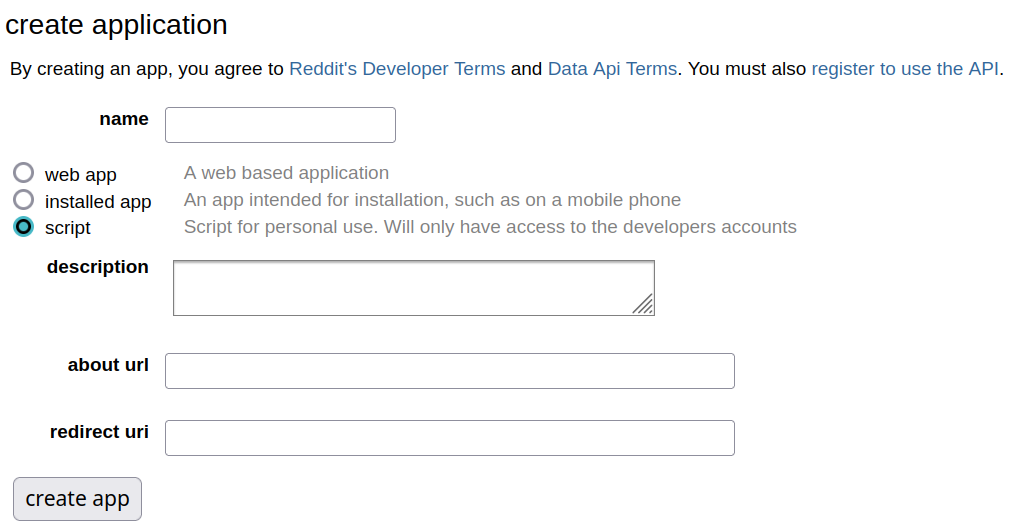 create application
By creating an app, you agree to Reddit's Developer Terms and Data Api Terms. You must also register to use the API.
name
web app A web based application
installed app An app intended for installation, such as on a mobile phone
script Script for personal use. Will only have access to the developers accounts
description
about url
redirect uri
create app